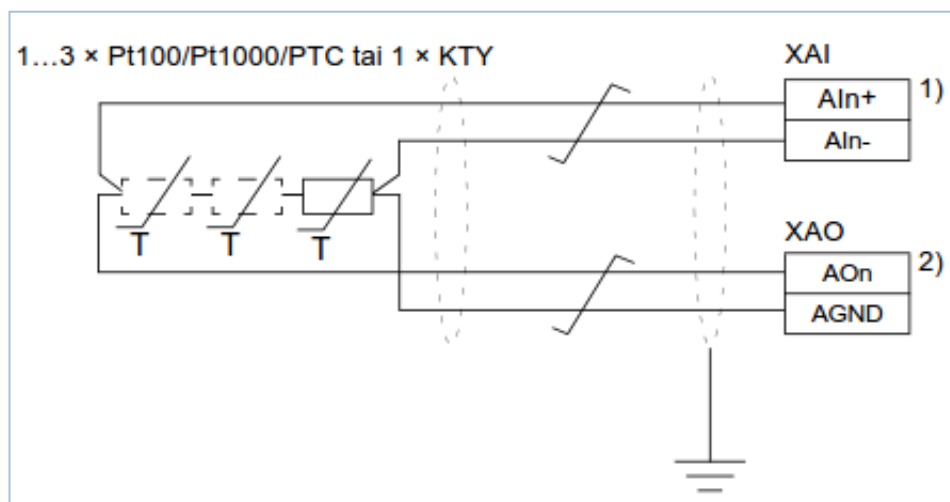 1…3 × Pt100/Pt1000/PTC tai 1 × KTY
XAI
AIn+
1)
AIn-
T
T
T
XAO
AOn
2)
AGND